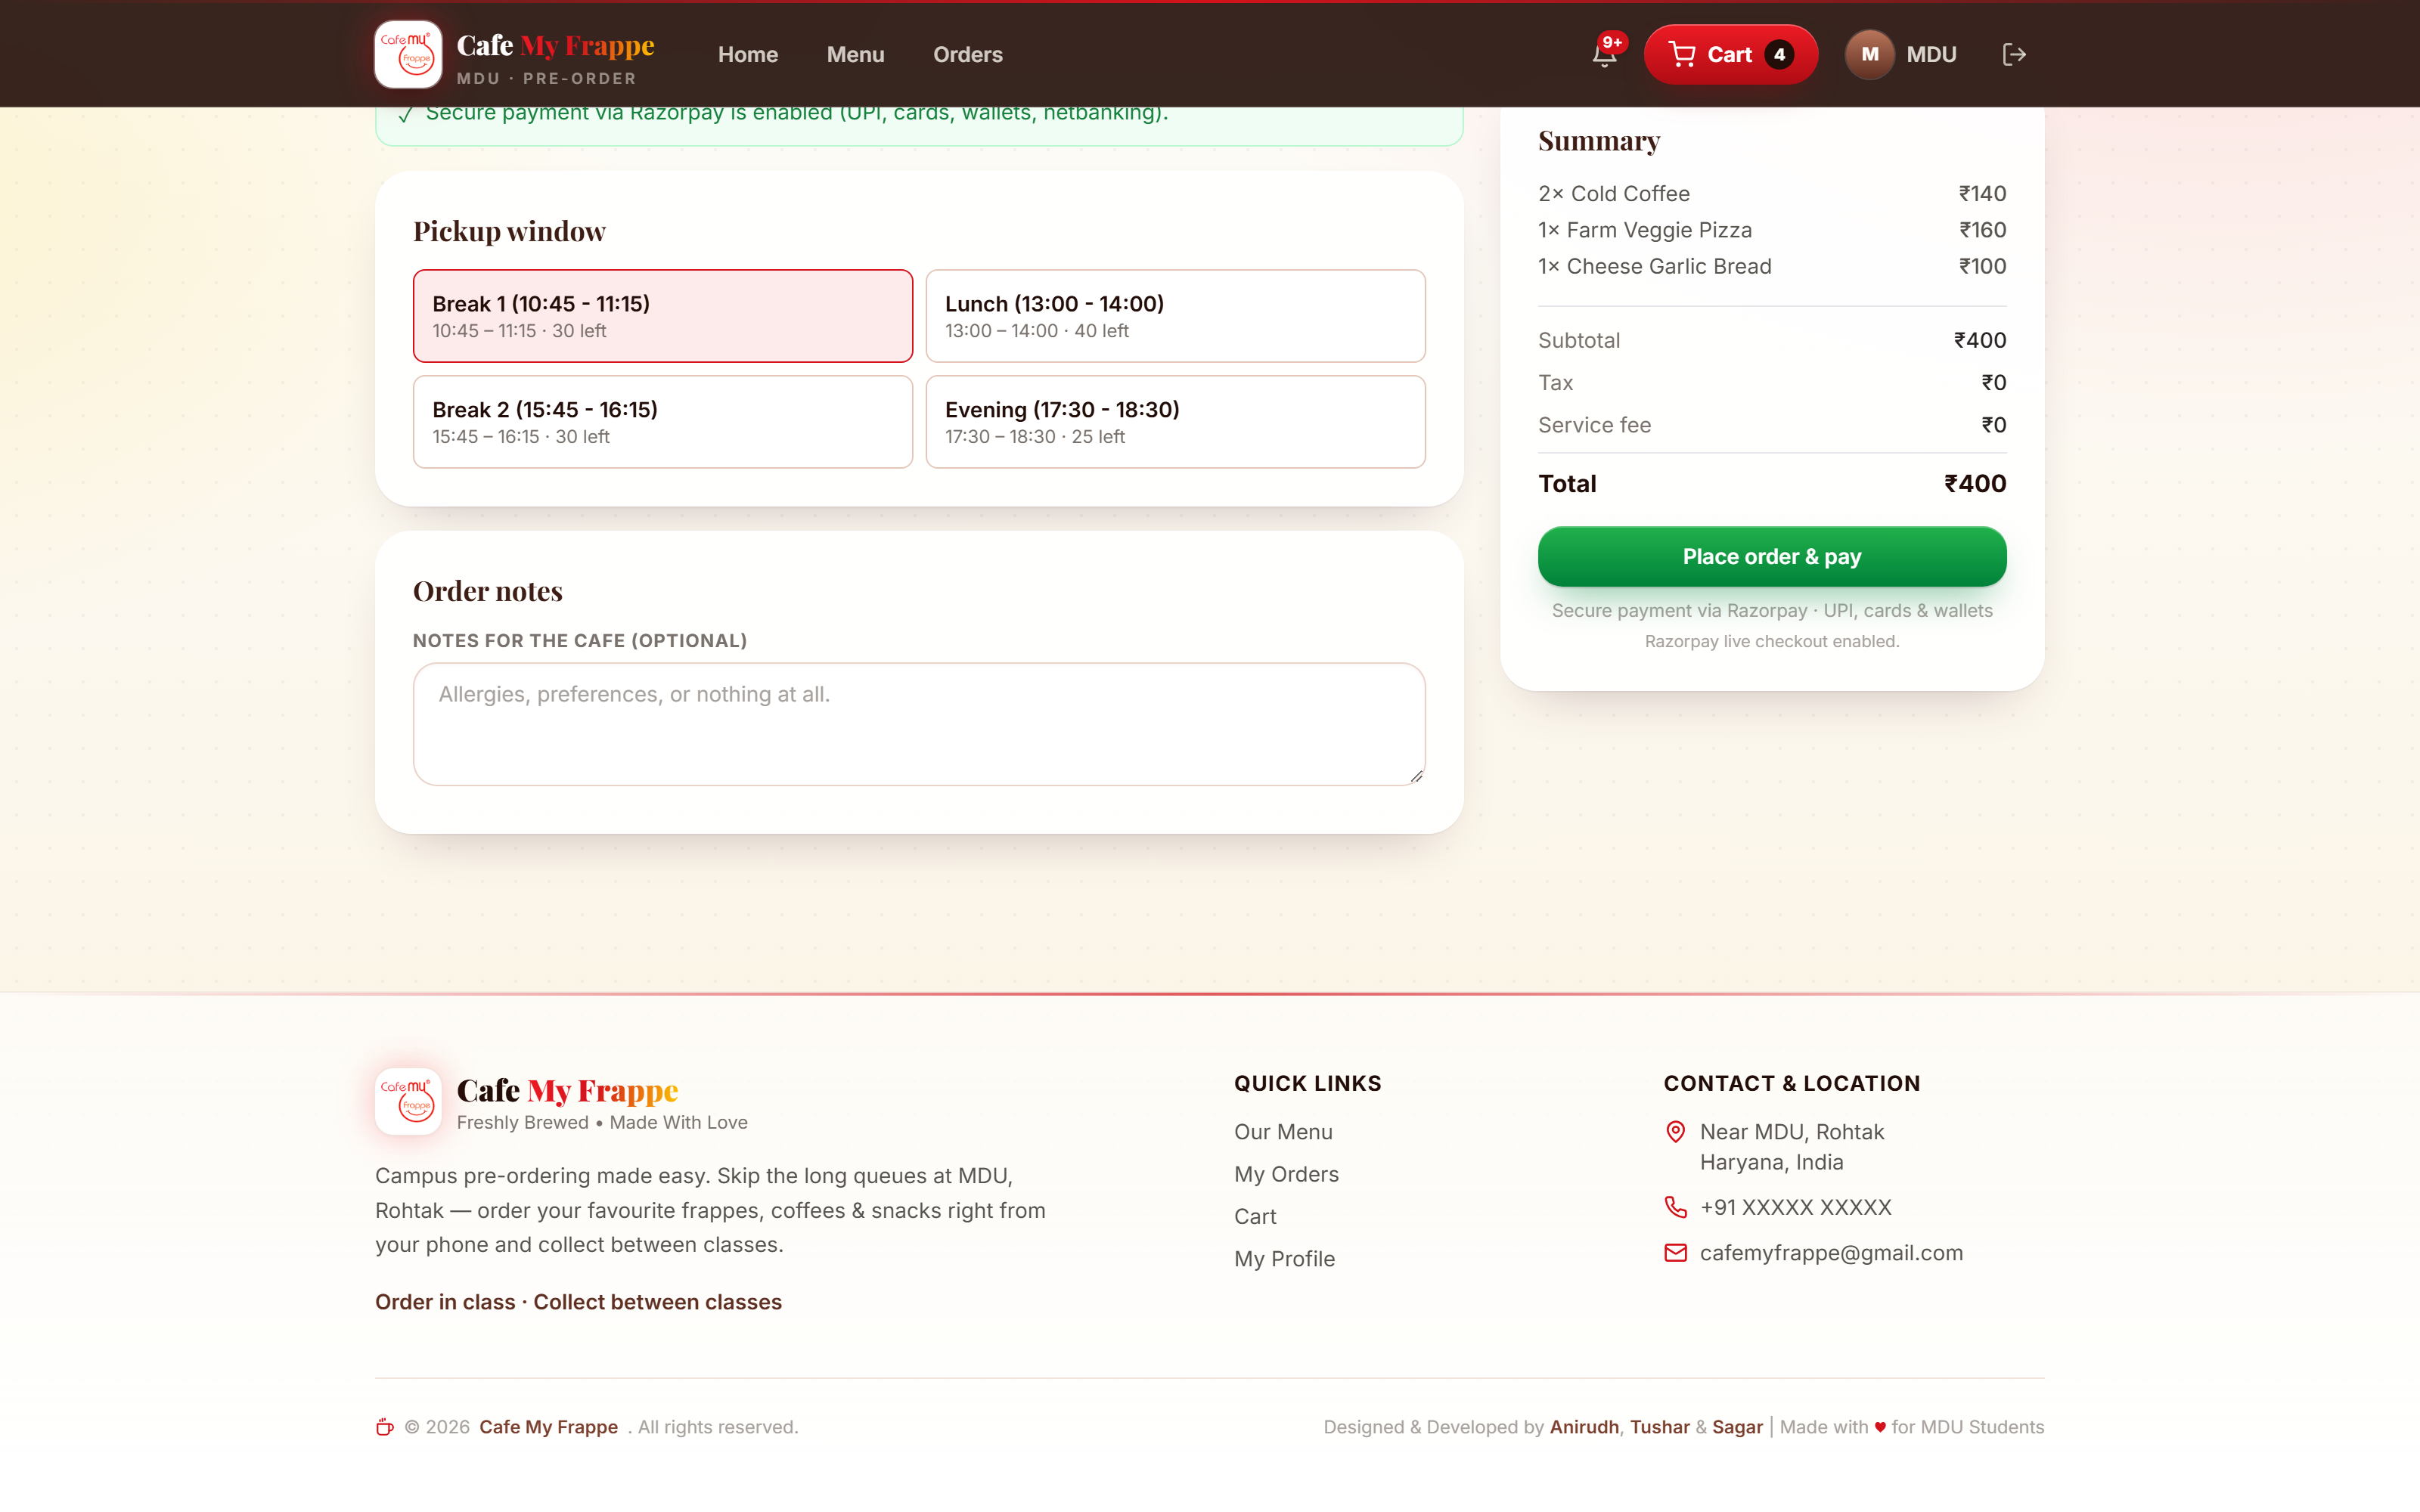 Cafe my
Frappe
Cafe My Frappe
MDU · PRE-ORDER
Home
Menu
Orders
9+
Cart 4
M
MDU
✓ Secure payment via Razorpay is enabled (UPI, cards, wallets, netbanking).
Pickup window
Break 1 (10:45 - 11:15)
10:45 – 11:15 · 30 left
Lunch (13:00 - 14:00)
13:00 – 14:00 · 40 left
Break 2 (15:45 - 16:15)
15:45 – 16:15 · 30 left
Evening (17:30 - 18:30)
17:30 – 18:30 · 25 left
Order notes
NOTES FOR THE CAFE (OPTIONAL)
Allergies, preferences, or nothing at all.
Summary
2× Cold Coffee ₹140
1× Farm Veggie Pizza ₹160
1× Cheese Garlic Bread ₹100
Subtotal ₹400
Tax ₹0
Service fee ₹0
Total ₹400
Place order & pay
Secure payment via Razorpay · UPI, cards & wallets
Razorpay live checkout enabled.
Cafe my
Frappe
Cafe My Frappe
Freshly Brewed • Made With Love
Campus pre-ordering made easy. Skip the long queues at MDU,
Rohtak — order your favourite frappes, coffees & snacks right from
your phone and collect between classes.
Order in class · Collect between classes
QUICK LINKS
Our Menu
My Orders
Cart
My Profile
CONTACT & LOCATION
Near MDU, Rohtak
Haryana, India
+91 XXXXX XXXXX
cafemyfrappe@gmail.com
© 2026 Cafe My Frappe . All rights reserved.
Designed & Developed by Anirudh, Tushar & Sagar | Made with ♥ for MDU Students